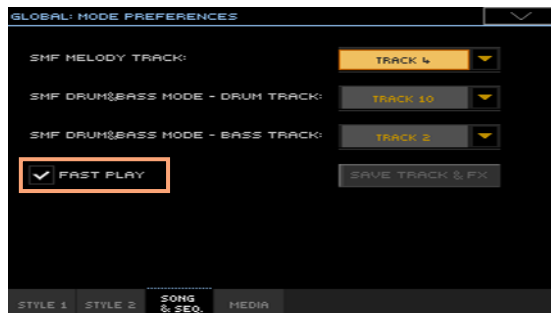 GLOBAL: MODE PREFERENCES
SMF MELODY TRACK: TRACK 4
SMF DRUM&BASS MODE - DRUM TRACK: TRACK 10
SMF DRUM&BASS MODE - BASS TRACK: TRACK 2
FAST PLAY SAVE TRACK & FX
STYLE 1 STYLE 2 SONG & SEQ. MEDIA